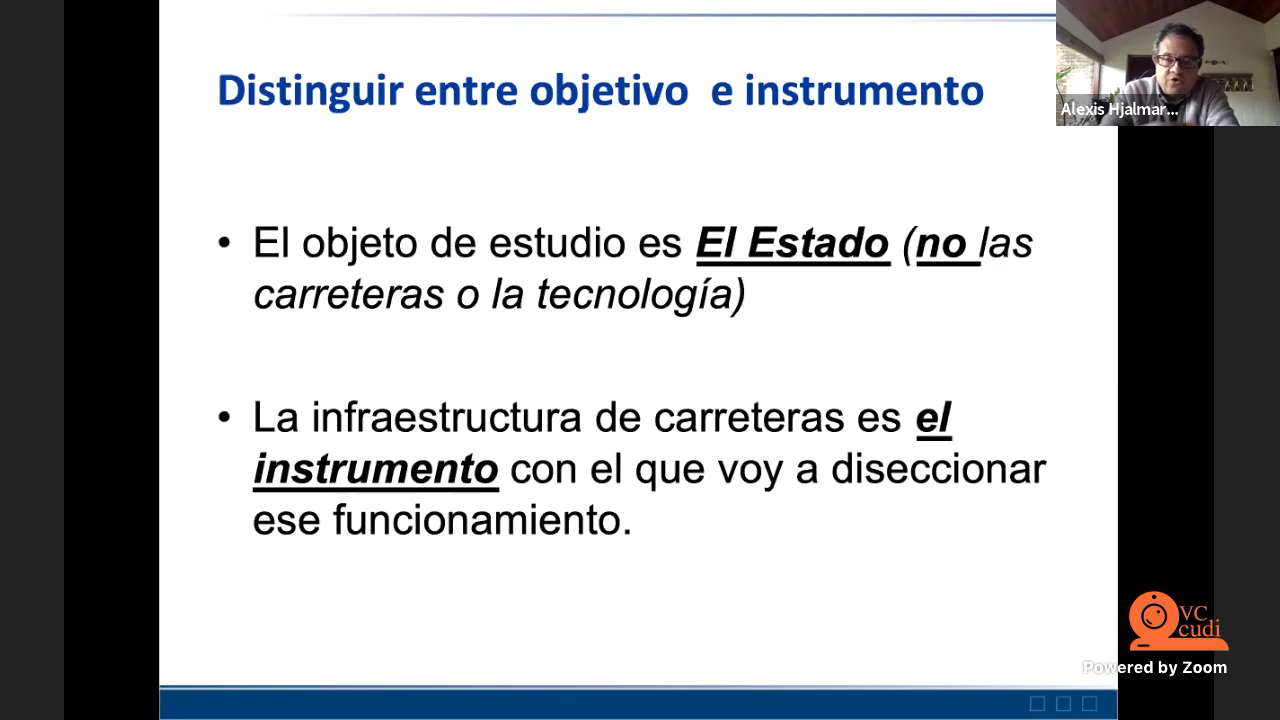 Distinguir entre objetivo e instrumento
Alexis Hjalmar...
• El objeto de estudio es El Estado (no las
carreteras o la tecnología)
• La infraestructura de carreteras es el
instrumento con el que voy a diseccionar
ese funcionamiento.
VC
cudi
Powered by Zoom